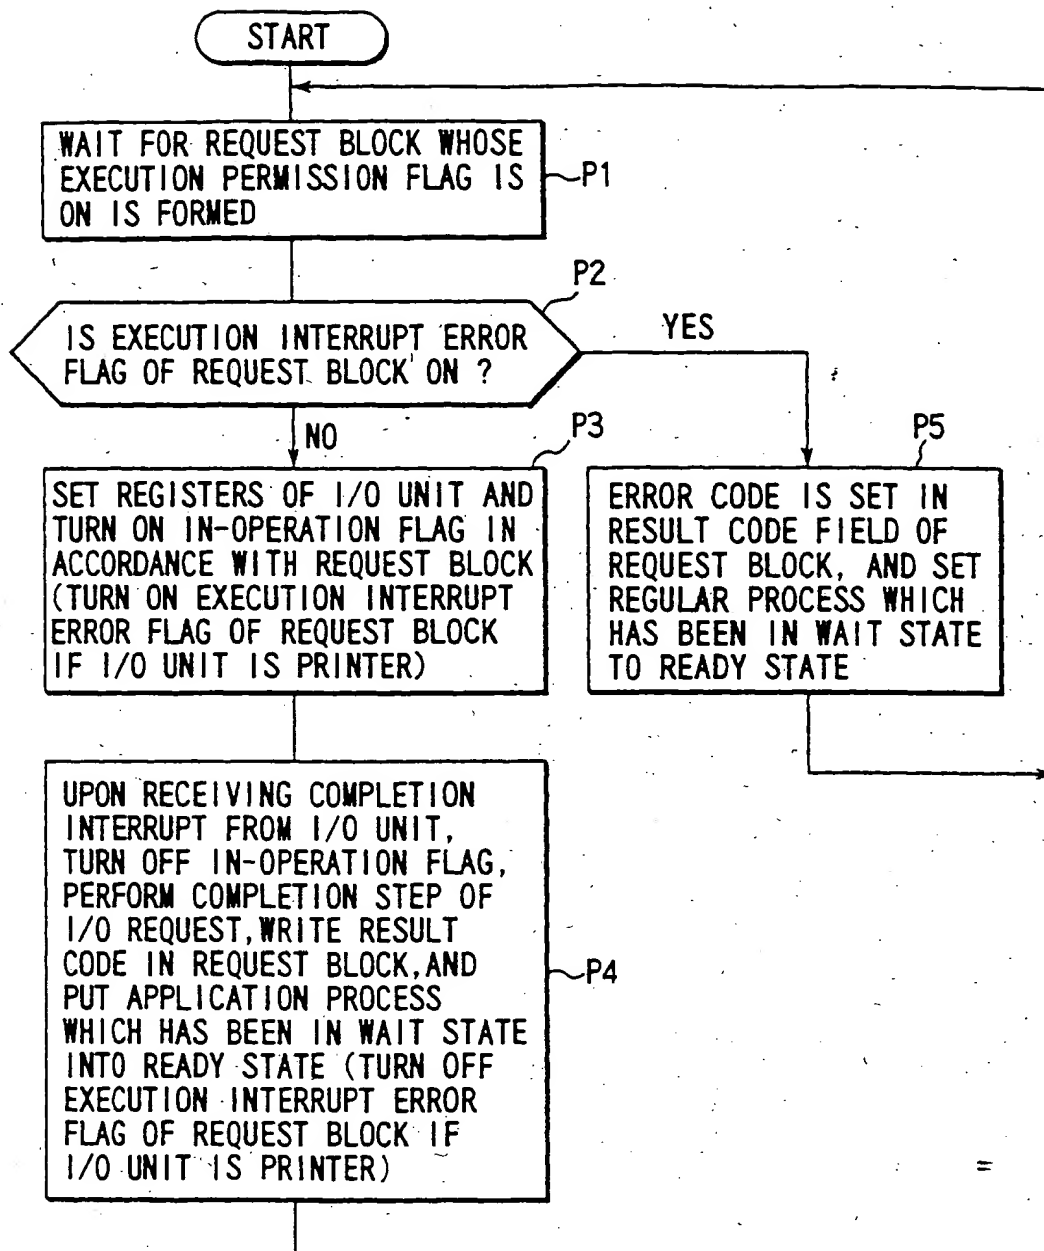 START
WAIT FOR REQUEST BLOCK WHOSE
EXECUTION PERMISSION FLAG IS
ON IS FORMED
P1
P2
IS EXECUTION INTERRUPT ERROR
FLAG OF REQUEST BLOCK ON ?
YES
NO
P3
SET REGISTERS OF I/O UNIT AND
TURN ON IN-OPERATION FLAG IN
ACCORDANCE WITH REQUEST BLOCK
(TURN ON EXECUTION INTERRUPT
ERROR FLAG OF REQUEST BLOCK
IF I/O UNIT IS PRINTER)
P5
ERROR CODE IS SET IN
RESULT CODE FIELD OF
REQUEST BLOCK, AND SET
REGULAR PROCESS WHICH
HAS BEEN IN WAIT STATE
TO READY STATE
UPON RECEIVING COMPLETION
INTERRUPT FROM I/O UNIT,
TURN OFF IN-OPERATION FLAG,
PERFORM COMPLETION STEP OF
I/O REQUEST, WRITE RESULT
CODE IN REQUEST BLOCK, AND
PUT APPLICATION PROCESS
WHICH HAS BEEN IN WAIT STATE
INTO READY STATE (TURN OFF
EXECUTION INTERRUPT ERROR
FLAG OF REQUEST BLOCK IF
I/O UNIT IS PRINTER)
P4